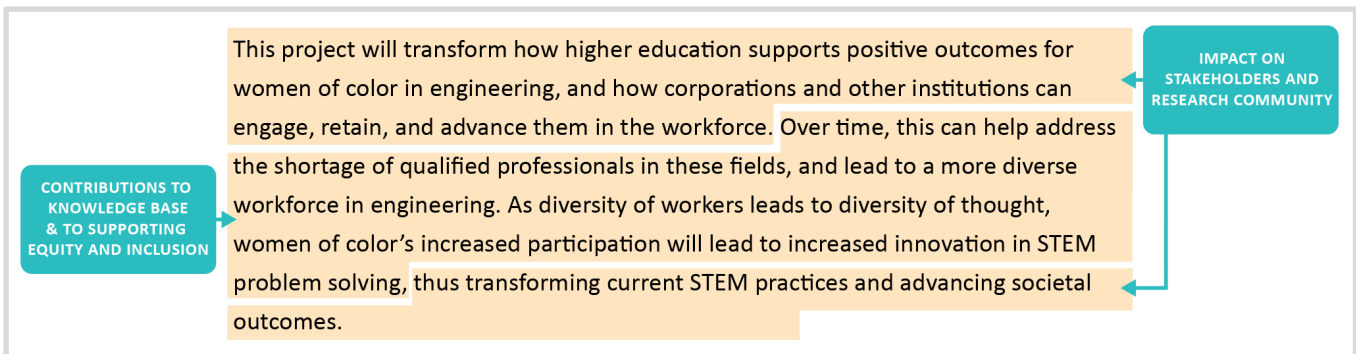 This project will transform how higher education supports positive outcomes for
women of color in engineering, and how corporations and other institutions can
engage, retain, and advance them in the workforce. Over time, this can help address
the shortage of qualified professionals in these fields, and lead to a more diverse
workforce in engineering. As diversity of workers leads to diversity of thought,
women of color’s increased participation will lead to increased innovation in STEM
problem solving, thus transforming current STEM practices and advancing societal
outcomes.
IMPACT ON
STAKEHOLDERS AND
RESEARCH COMMUNITY
CONTRIBUTIONS TO
KNOWLEDGE BASE
& TO SUPPORTING
EQUITY AND INCLUSION